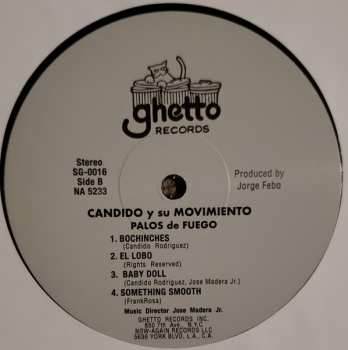 ghetto
RECORDS
Stereo
SG-0016
Side B
NA 5233
Produced by
Jorge Febo
CANDIDO y su MOVIMIENTO
PALOS de FUEGO
1. BOCHINCHES
(Candido Rodriguez)
2. EL LOBO
(Rights Reserved)
3. BABY DOLL
(Candido Rodriguez, Jose Madera Jr.)
4. SOMETHING SMOOTH
(FrankRosa)
Music Director Jose Madera Jr.
GHETTO RECORDS INC.
850 7th. Ave., N.Y.C
NOW-AGAIN RECORDS LLC
5636 YORK BLVD, L.A., CA.